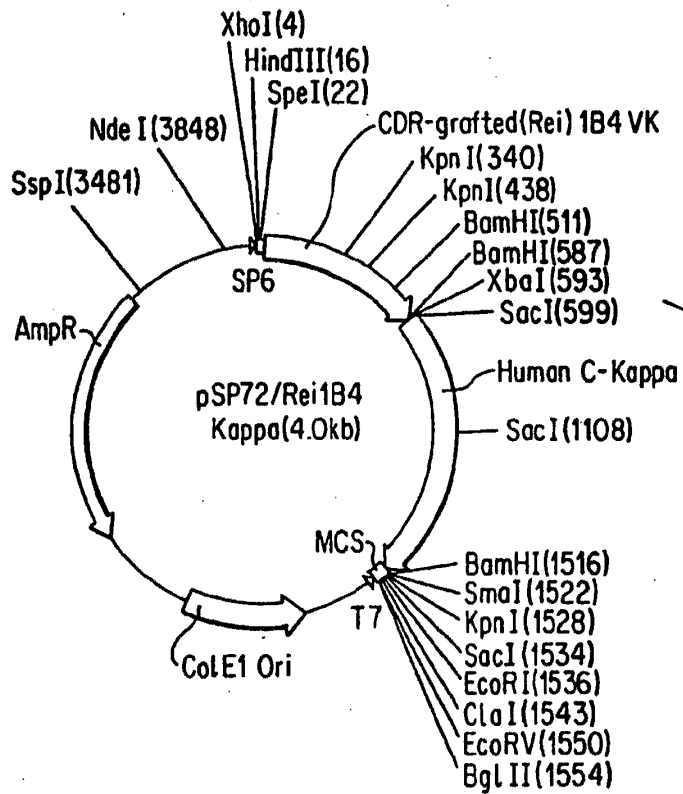 XhoI(4)
HindIII(16)
SpeI(22)
NdeI(3848)
CDR-grafted(Rei) 1B4 VK
KpnI(340)
SspI(3481)
KpnI(438)
BamHI(511)
BamHI(587)
XbaI(593)
SacI(599)
SP6
AmpR
Human C-Kappa
pSP72/Rei1B4
Kappa(4.0kb)
SacI(1108)
MCS
BamHI(1516)
SmaI(1522)
T7
KpnI(1528)
SacI(1534)
ColE1 Ori
EcoRI(1536)
ClaI(1543)
EcoRV(1550)
BglII(1554)